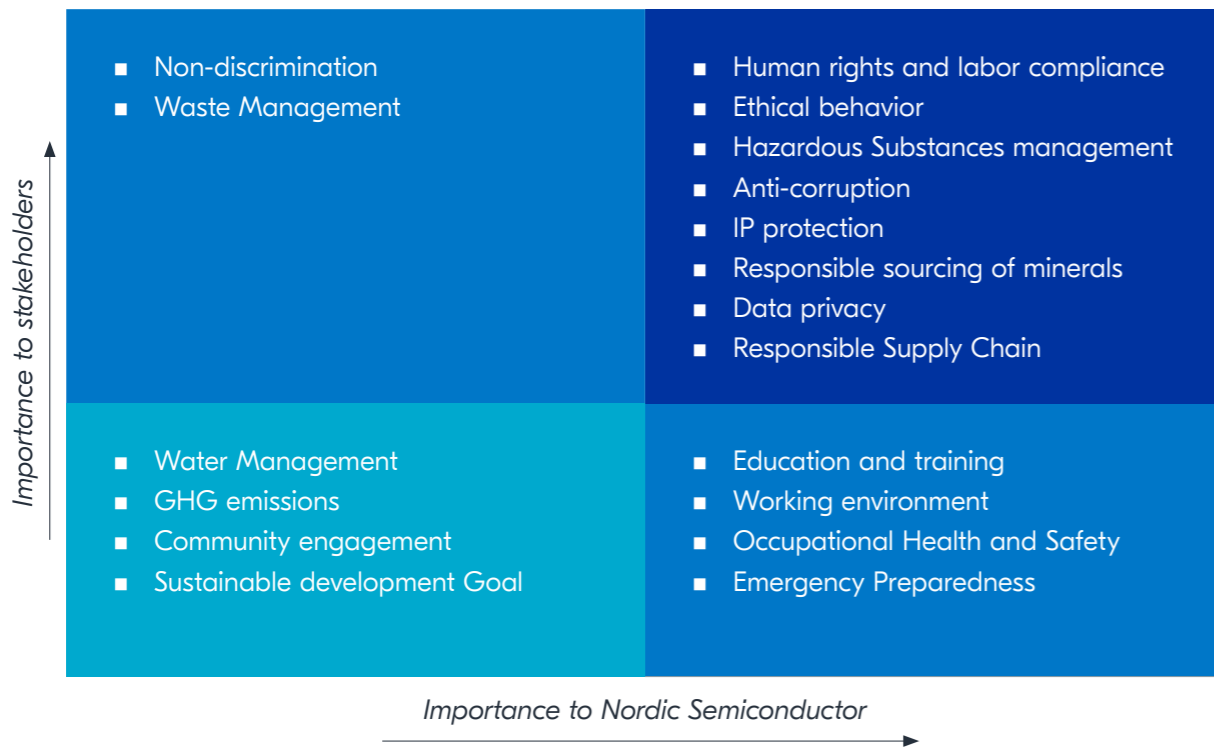 Importance to stakeholders
■ Non-discrimination
■ Waste Management
■ Human rights and labor compliance
■ Ethical behavior
■ Hazardous Substances management
■ Anti-corruption
■ IP protection
■ Responsible sourcing of minerals
■ Data privacy
■ Responsible Supply Chain
■ Water Management
■ GHG emissions
■ Community engagement
■ Sustainable development Goal
■ Education and training
■ Working environment
■ Occupational Health and Safety
■ Emergency Preparedness
Importance to Nordic Semiconductor